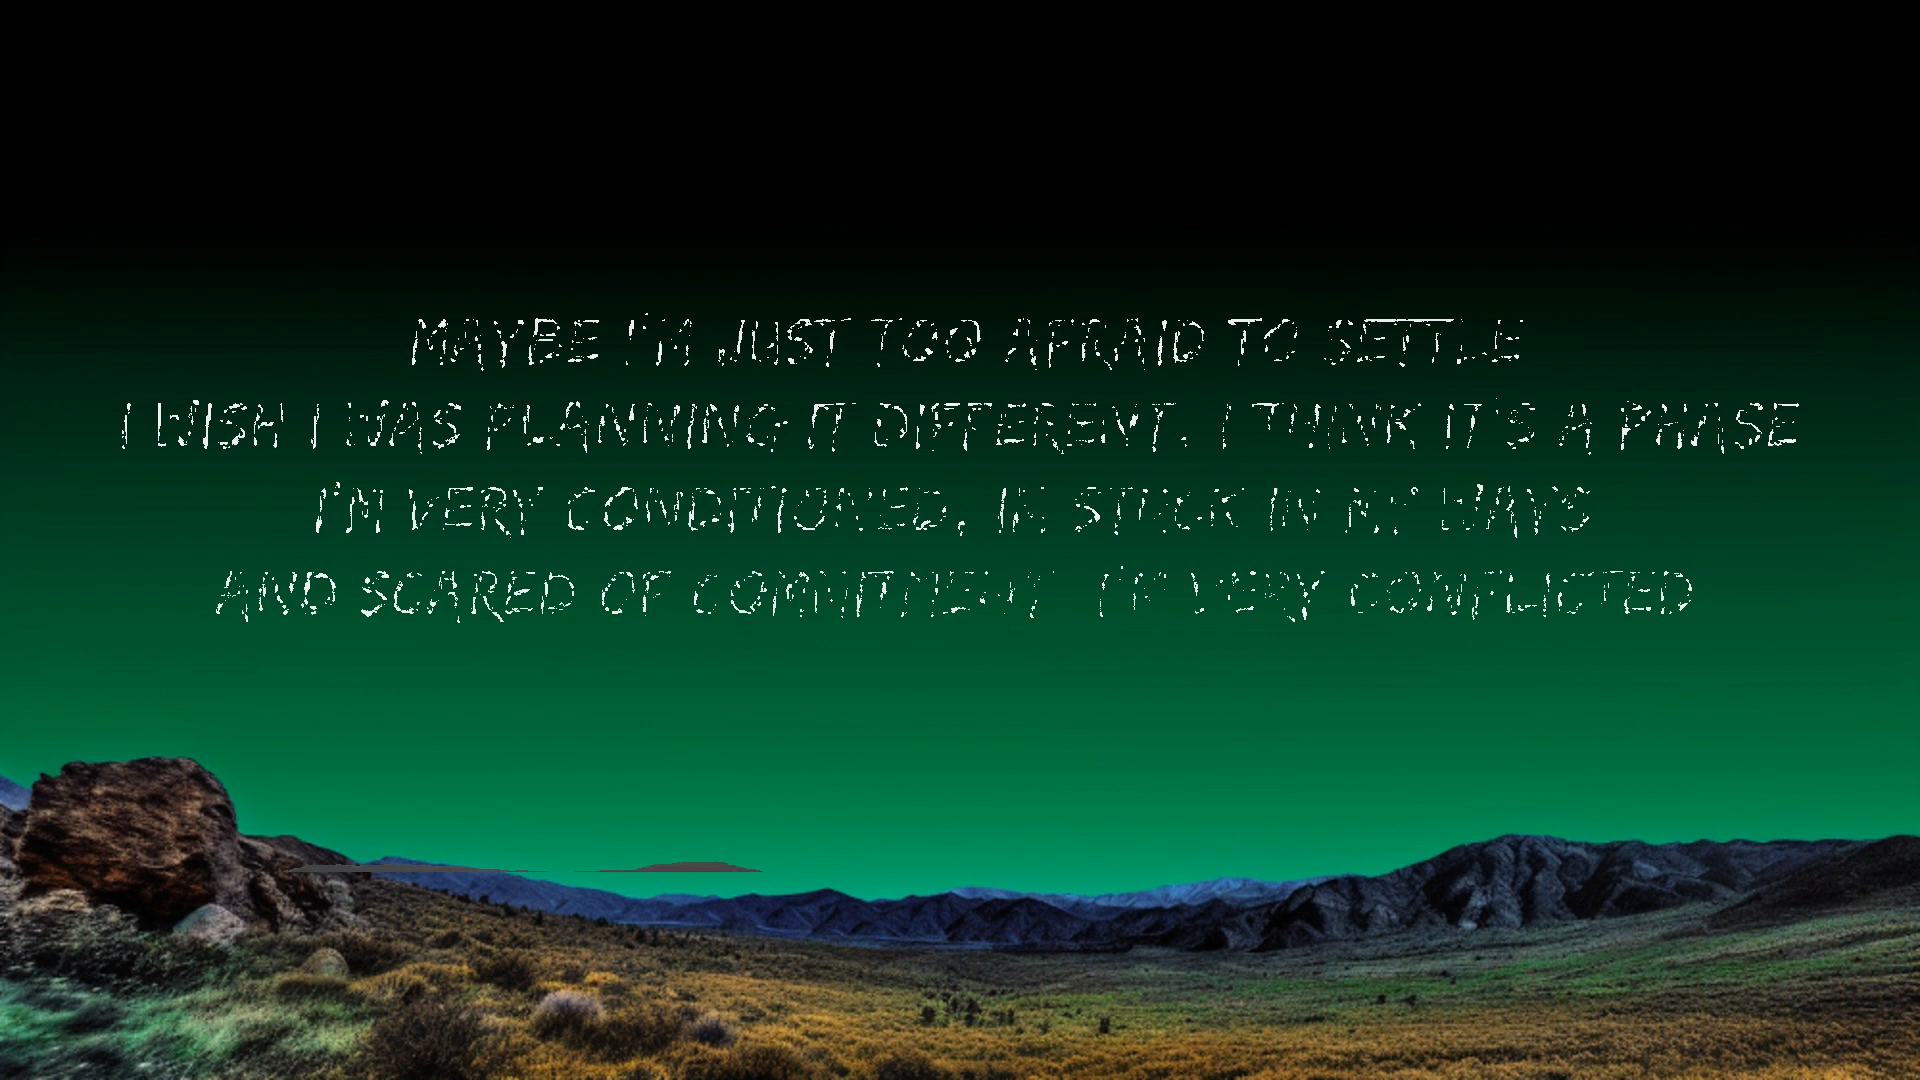 MAYBE I'M JUST TOO AFRAID TO SETTLE
I WISH I WAS PLANNING IT DIFFERENT. I THINK IT'S A PHASE
I'M VERY CONDITIONED, IM STUCK IN MY WAYS
AND SCARED OF COMMITMENT I'M VERY CONFLICTED